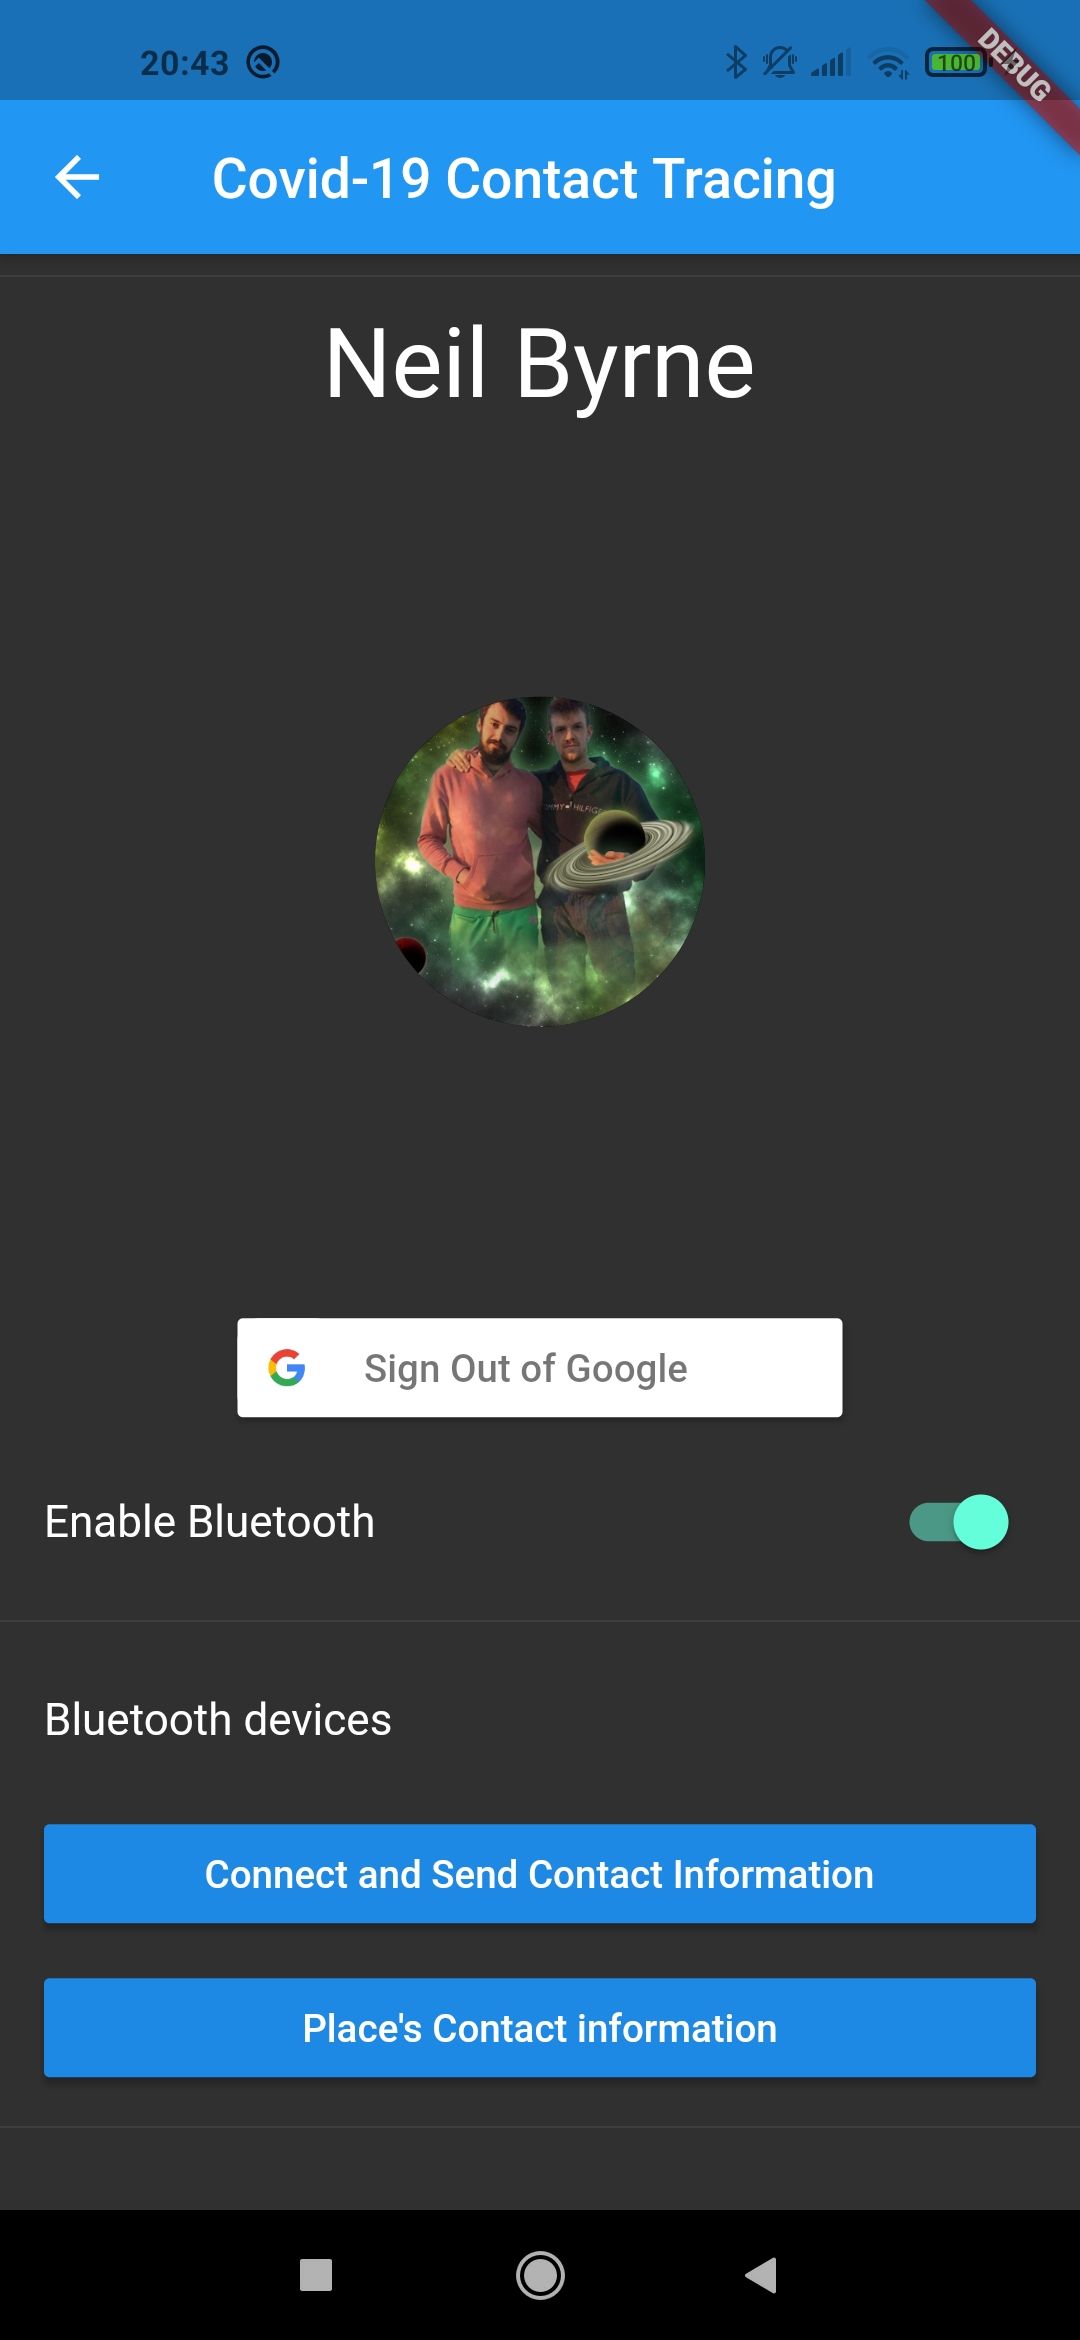 20:43
100
DEBUG
Covid-19 Contact Tracing
Neil Byrne
Sign Out of Google
Enable Bluetooth
Bluetooth devices
Connect and Send Contact Information
Place's Contact information